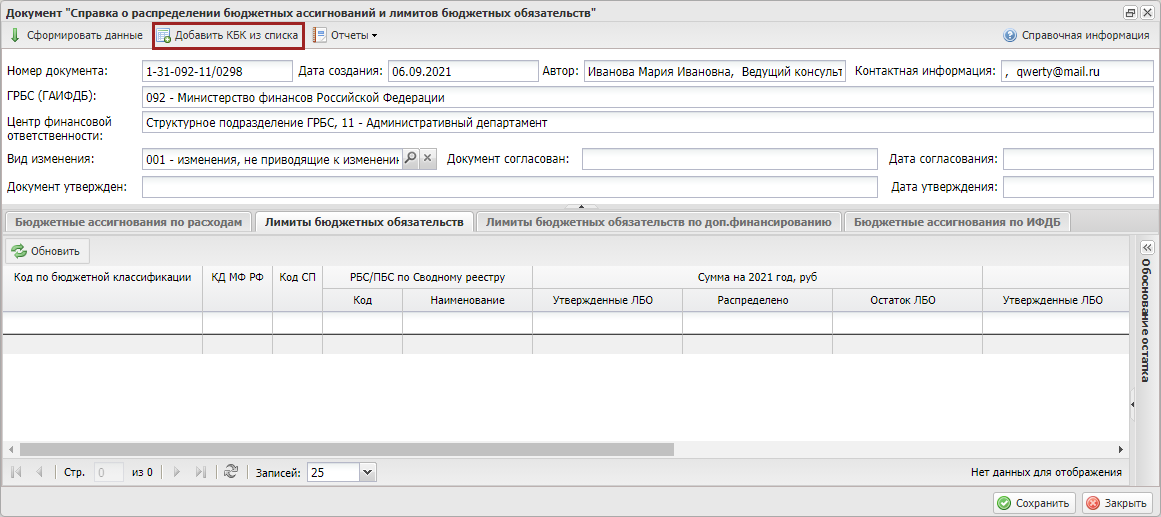 Документ "Справка о распределении бюджетных ассигнований и лимитов бюджетных обязательств"
Сформировать данные Добавить КБК из списка Отчеты Справочная информация
Номер документа: 1-31-092-11/0298 Дата создания: 06.09.2021 Автор: Иванова Мария Ивановна, Ведущий консульт Контактная информация: , qwerty@mail.ru
ГРБС (ГАИФДБ): 092 - Министерство финансов Российской Федерации
Центр финансовой ответственности: Структурное подразделение ГРБС, 11 - Административный департамент
Вид изменения: 001 - изменения, не приводящие к изменени Документ согласован: Дата согласования:
Документ утвержден: Дата утверждения:
Бюджетные ассигнования по расходам Лимиты бюджетных обязательств Лимиты бюджетных обязательств по доп.финансированию Бюджетные ассигнования по ИФДБ
Обновить
Код по бюджетной классификации КД МФ РФ Код СП РБС/ПБС по Сводному реестру Сумма на 2021 год, руб
Код Наименование Утвержденные ЛБО Распределено Остаток ЛБО Утвержденные ЛБО
Обоснование остатка
Стр. 0 из 0 Записей: 25 Нет данных для отображения
Сохранить Закрыть